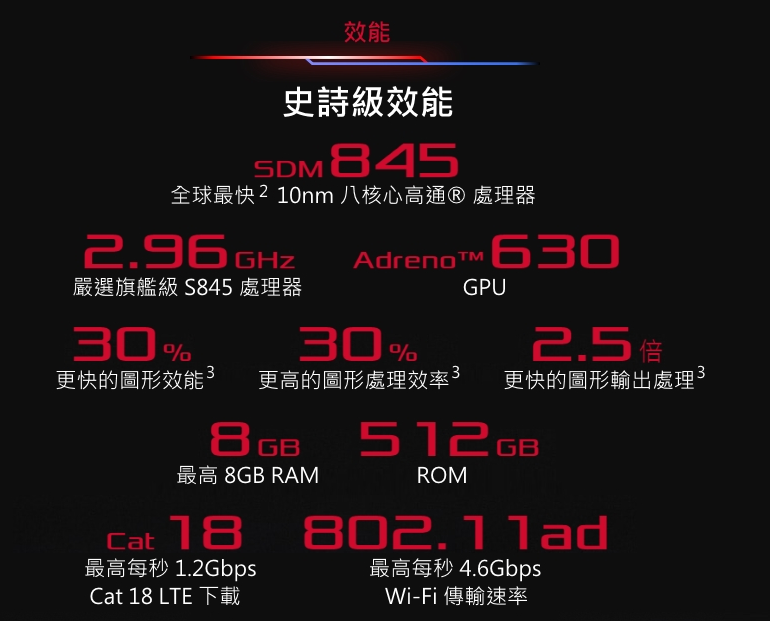 效能
史詩級效能
SDM 845
全球最快² 10nm 八核心高通® 處理器
2.96 GHz
嚴選旗艦級 S845 處理器
Adreno™ 630
GPU
30 %
更快的圖形效能³
30 %
更高的圖形處理效率³
2.5 倍
更快的圖形輸出處理³
8 GB
最高 8GB RAM
512 GB
ROM
Cat 18
最高每秒 1.2Gbps
Cat 18 LTE 下載
802.11ad
最高每秒 4.6Gbps
Wi-Fi 傳輸速率